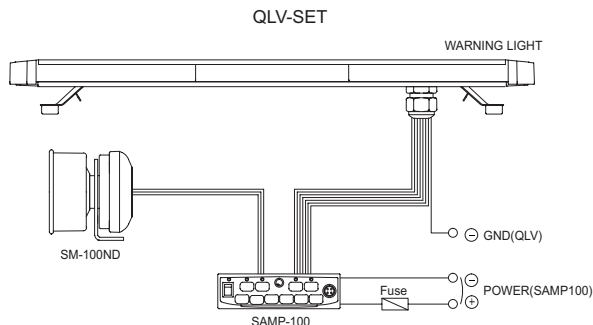 QLV-SET
WARNING LIGHT
SM-100ND
GND(QLV)
Fuse
POWER(SAMP100)
SAMP-100